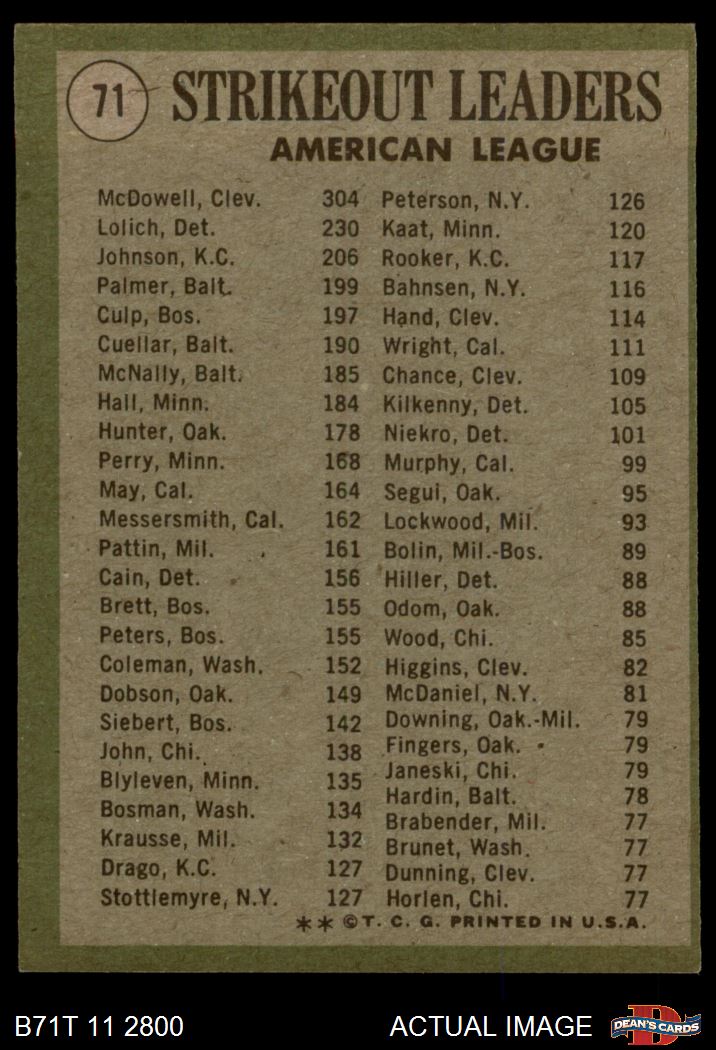 71
STRIKEOUT LEADERS
AMERICAN LEAGUE
McDowell, Clev. 304
Lolich, Det. 230
Johnson, K.C. 206
Palmer, Balt. 199
Culp, Bos. 197
Cuellar, Balt. 190
McNally, Balt. 185
Hall, Minn. 184
Hunter, Oak. 178
Perry, Minn. 168
May, Cal. 164
Messersmith, Cal. 162
Pattin, Mil. 161
Cain, Det. 156
Brett, Bos. 155
Peters, Bos. 155
Coleman, Wash. 152
Dobson, Oak. 149
Siebert, Bos. 142
John, Chi. 138
Blyleven, Minn. 135
Bosman, Wash. 134
Krausse, Mil. 132
Drago, K.C. 127
Stottlemyre, N.Y. 127
Peterson, N.Y. 126
Kaat, Minn. 120
Rooker, K.C. 117
Bahnsen, N.Y. 116
Hand, Clev. 114
Wright, Cal. 111
Chance, Clev. 109
Kilkenny, Det. 105
Niekro, Det. 101
Murphy, Cal. 99
Segui, Oak. 95
Lockwood, Mil. 93
Bolin, Mil.-Bos. 89
Hiller, Det. 88
Odom, Oak. 88
Wood, Chi. 85
Higgins, Clev. 82
McDaniel, N.Y. 81
Downing, Oak.-Mil. 79
Fingers, Oak. 79
Janeski, Chi. 79
Hardin, Balt. 78
Brabender, Mil. 77
Brunet, Wash. 77
Dunning, Clev. 77
Horlen, Chi. 77
** © T. C. G. PRINTED IN U.S.A.
B71T 11 2800
ACTUAL IMAGE
D
DEAN'S CARDS